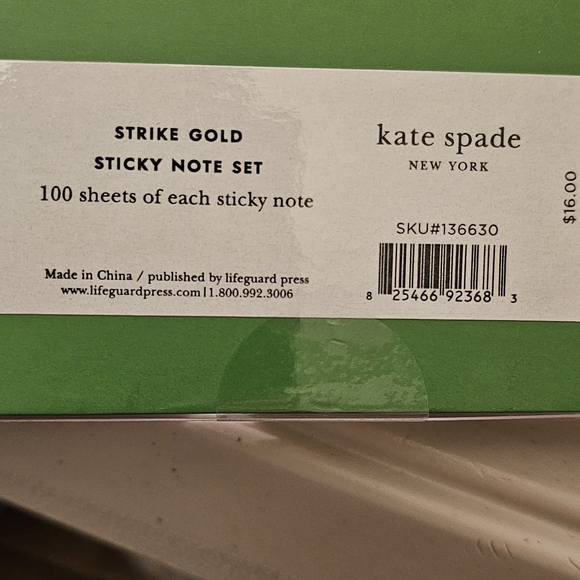 STRIKE GOLD
STICKY NOTE SET
100 sheets of each sticky note
Made in China / published by lifeguard press
www.lifeguardpress.com | 1.800.992.3006
kate spade
NEW YORK
SKU#136630
8 25466 92368 3
$16.00